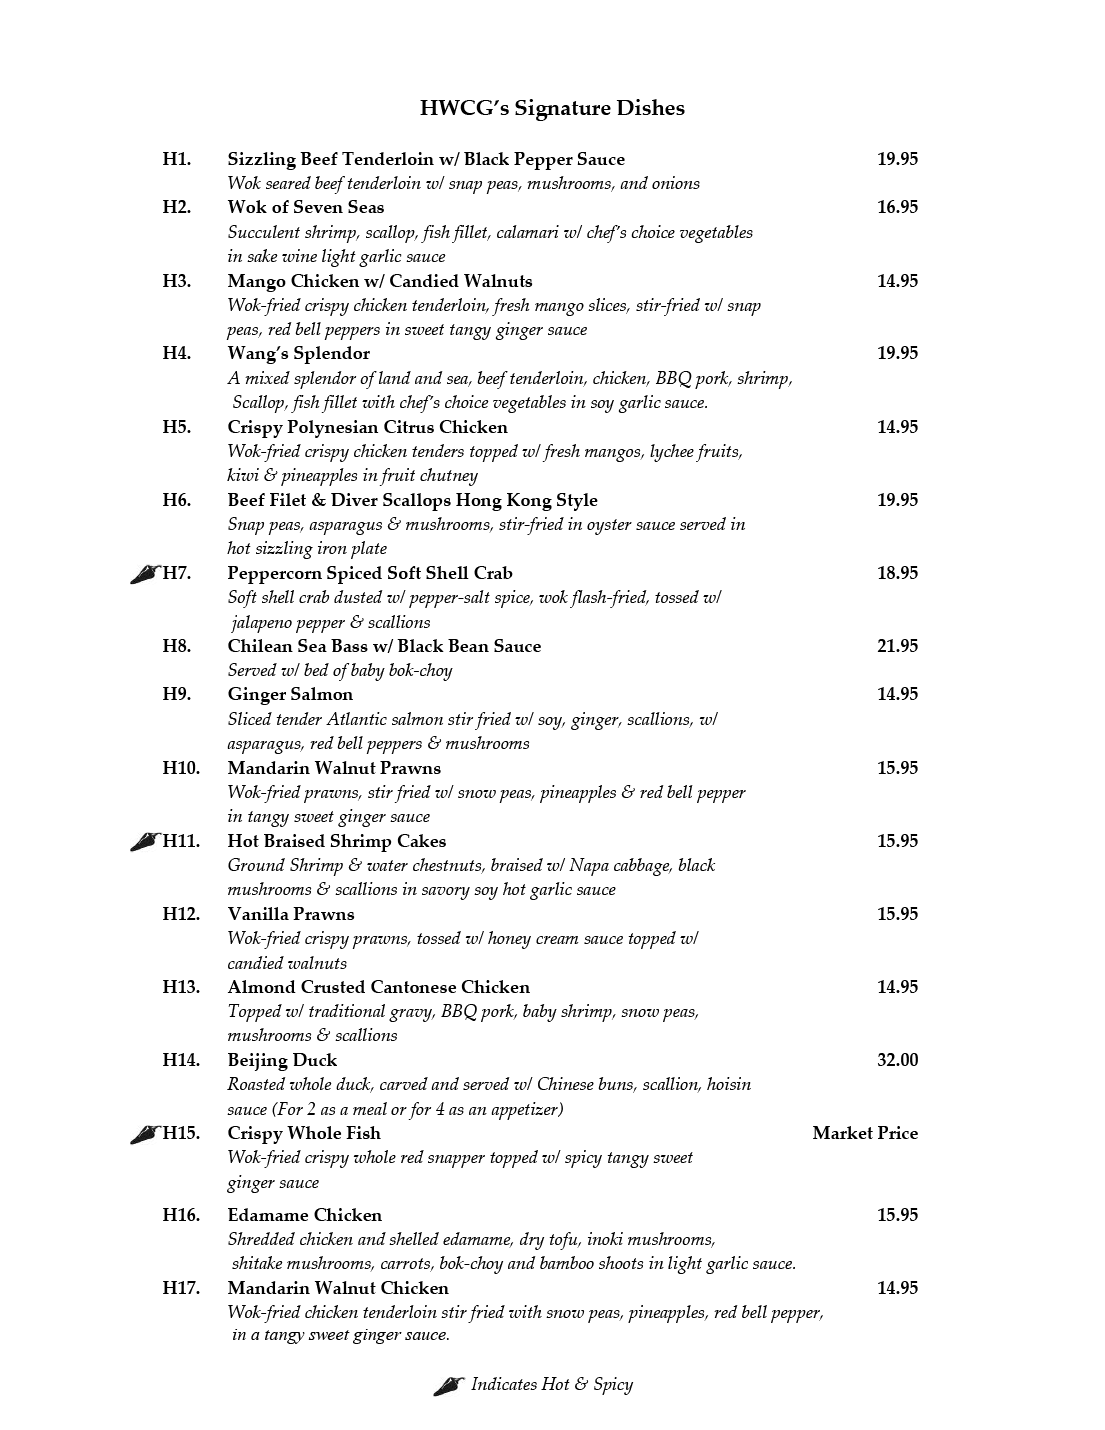 HWCG’s Signature Dishes
H1. Sizzling Beef Tenderloin w/ Black Pepper Sauce 19.95
Wok seared beef tenderloin w/ snap peas, mushrooms, and onions
H2. Wok of Seven Seas 16.95
Succulent shrimp, scallop, fish fillet, calamari w/ chef’s choice vegetables
in sake wine light garlic sauce
H3. Mango Chicken w/ Candied Walnuts 14.95
Wok-fried crispy chicken tenderloin, fresh mango slices, stir-fried w/ snap
peas, red bell peppers in sweet tangy ginger sauce
H4. Wang’s Splendor 19.95
A mixed splendor of land and sea, beef tenderloin, chicken, BBQ pork, shrimp,
Scallop, fish fillet with chef’s choice vegetables in soy garlic sauce.
H5. Crispy Polynesian Citrus Chicken 14.95
Wok-fried crispy chicken tenders topped w/ fresh mangos, lychee fruits,
kiwi & pineapples in fruit chutney
H6. Beef Filet & Diver Scallops Hong Kong Style 19.95
Snap peas, asparagus & mushrooms, stir-fried in oyster sauce served in
hot sizzling iron plate
H7. Peppercorn Spiced Soft Shell Crab 18.95
Soft shell crab dusted w/ pepper-salt spice, wok flash-fried, tossed w/
jalapeno pepper & scallions
H8. Chilean Sea Bass w/ Black Bean Sauce 21.95
Served w/ bed of baby bok-choy
H9. Ginger Salmon 14.95
Sliced tender Atlantic salmon stir fried w/ soy, ginger, scallions, w/
asparagus, red bell peppers & mushrooms
H10. Mandarin Walnut Prawns 15.95
Wok-fried prawns, stir fried w/ snow peas, pineapples & red bell pepper
in tangy sweet ginger sauce
H11. Hot Braised Shrimp Cakes 15.95
Ground Shrimp & water chestnuts, braised w/ Napa cabbage, black
mushrooms & scallions in savory soy hot garlic sauce
H12. Vanilla Prawns 15.95
Wok-fried crispy prawns, tossed w/ honey cream sauce topped w/
candied walnuts
H13. Almond Crusted Cantonese Chicken 14.95
Topped w/ traditional gravy, BBQ pork, baby shrimp, snow peas,
mushrooms & scallions
H14. Beijing Duck 32.00
Roasted whole duck, carved and served w/ Chinese buns, scallion, hoisin
sauce (For 2 as a meal or for 4 as an appetizer)
H15. Crispy Whole Fish Market Price
Wok-fried crispy whole red snapper topped w/ spicy tangy sweet
ginger sauce
H16. Edamame Chicken 15.95
Shredded chicken and shelled edamame, dry tofu, inoki mushrooms,
shitake mushrooms, carrots, bok-choy and bamboo shoots in light garlic sauce.
H17. Mandarin Walnut Chicken 14.95
Wok-fried chicken tenderloin stir fried with snow peas, pineapples, red bell pepper,
in a tangy sweet ginger sauce.
Indicates Hot & Spicy